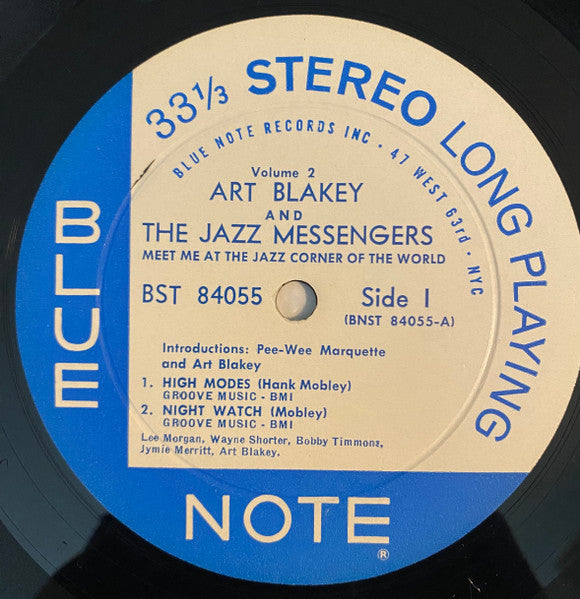 33⅓ STEREO LONG PLAYING
BLUE NOTE RECORDS INC • 47 WEST 63rd • NYC
Volume 2
ART BLAKEY
AND
THE JAZZ MESSENGERS
MEET ME AT THE JAZZ CORNER OF THE WORLD
BST 84055
Side 1
(BNST 84055-A)
Introductions: Pee-Wee Marquette
and Art Blakey
1. HIGH MODES (Hank Mobley)
GROOVE MUSIC - BMI
2. NIGHT WATCH (Mobley)
GROOVE MUSIC - BMI
Lee Morgan, Wayne Shorter, Bobby Timmonz,
Jymie Merritt, Art Blakey.
BLUE
NOTE
®